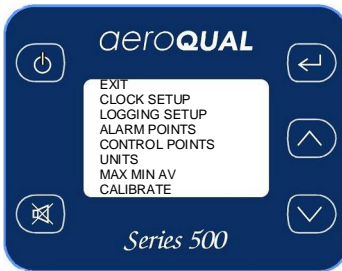 aeroQUAL
EXIT
CLOCK SETUP
LOGGING SETUP
ALARM POINTS
CONTROL POINTS
UNITS
MAX MIN AV
CALIBRATE
Series 500